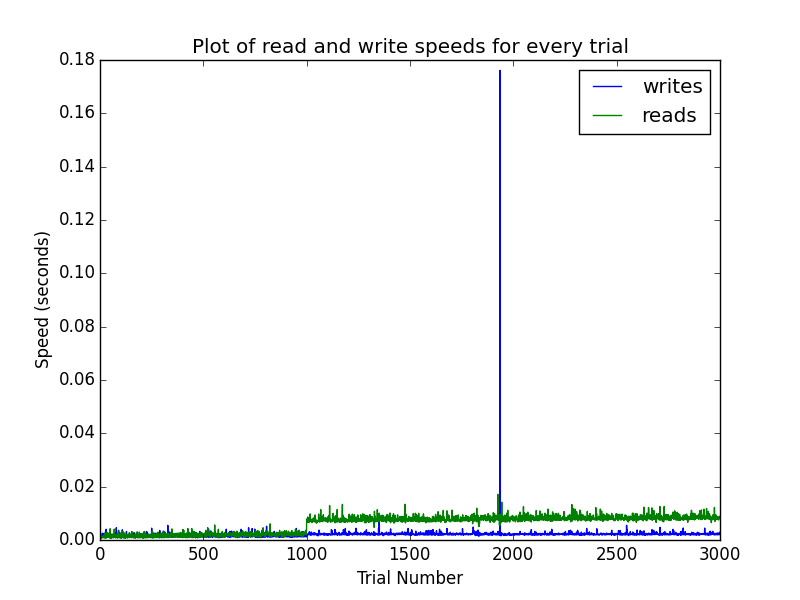 Plot of read and write speeds for every trial
writes
reads
0.18
0.16
0.14
0.12
0.10
0.08
0.06
0.04
0.02
0.00
Speed (seconds)
0 500 1000 1500 2000 2500 3000
Trial Number